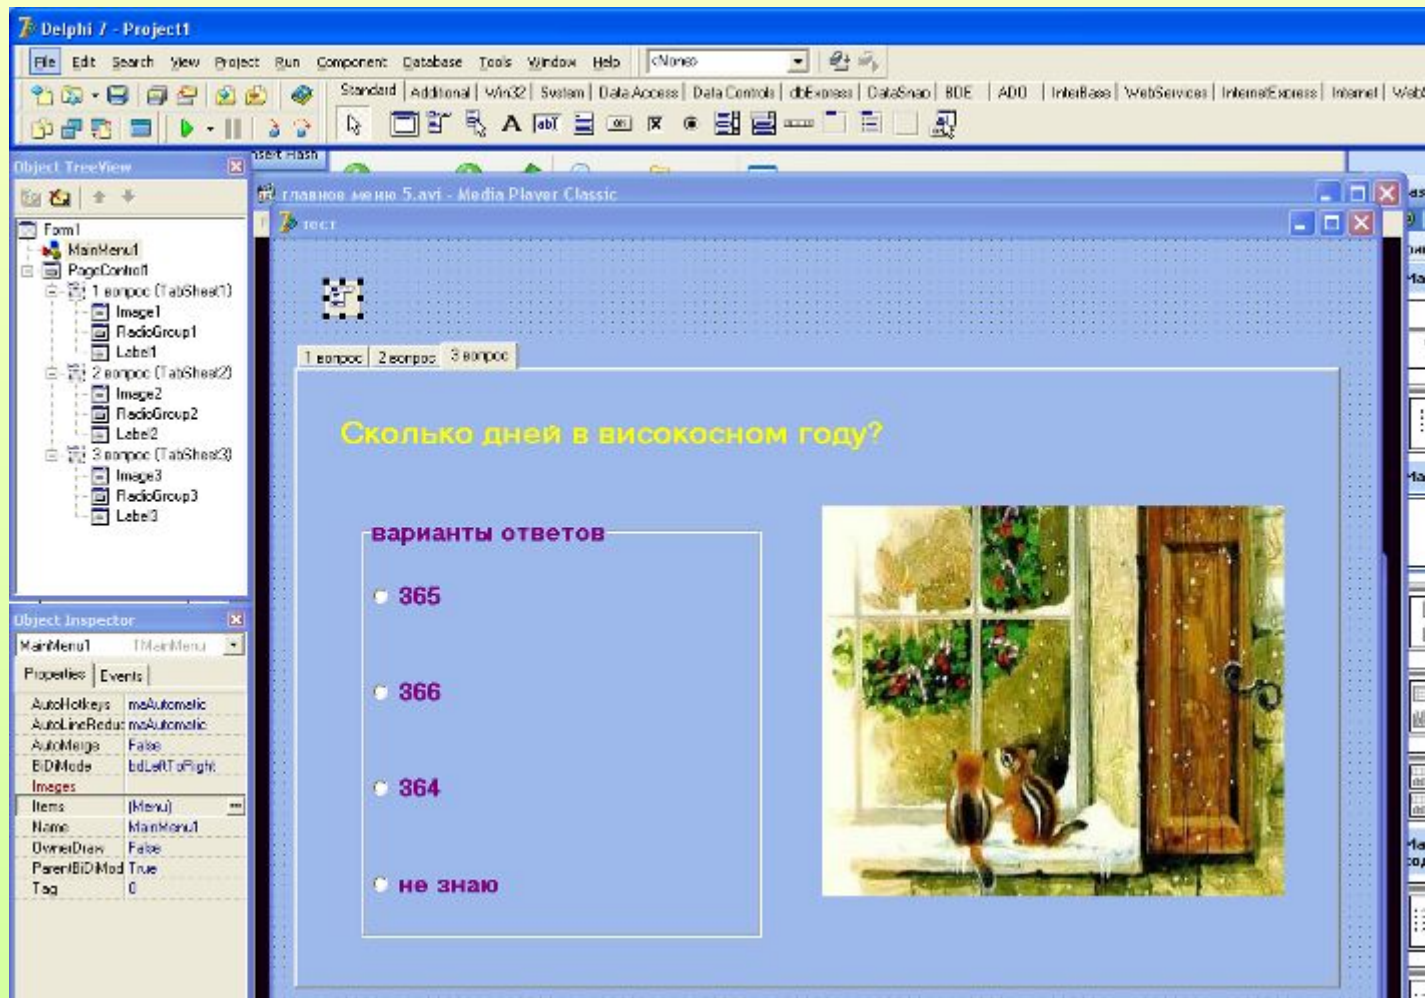 Delphi 7 - Project1
File Edit Search View Project Run Component Database Tools Window Help <None>
Standard Additional Win32 System Data Access Data Controls dbExpress DataSnap BDE ADO InterBase WebServices InternetExpress Internet
Object TreeView
Form1
MainMenu1
PageControl1
1 вопрос (TabSheet1)
Image1
RadioGroup1
Label1
2 вопрос (TabSheet2)
Image2
RadioGroup2
Label2
3 вопрос (TabSheet3)
Image3
RadioGroup3
Label3
главное меню 5.avi - Media Player Classic
тест
1 вопрос 2 вопрос 3 вопрос
Сколько дней в високосном году?
варианты ответов
365
366
364
не знаю
Object Inspector
MainMenu1 TMainMenu
Properties Events
AutoHotkeys maAutomatic
AutoLineReduc maAutomatic
AutoMerge False
BiDiMode bdLeftToRight
Images
Items (Menu)
Name MainMenu1
OwnerDraw False
ParentBiDiMod True
Tag 0